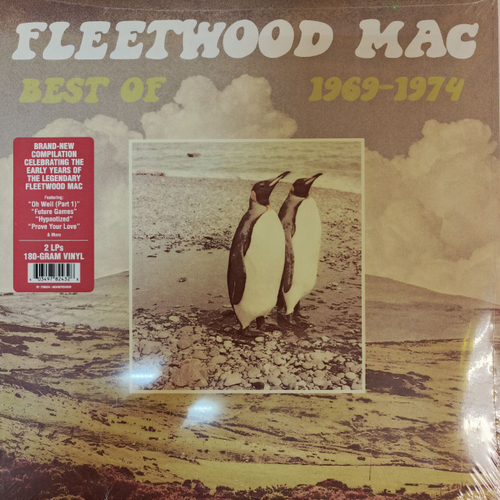 FLEETWOOD MAC
BEST OF 1969-1974
BRAND-NEW
COMPILATION
CELEBRATING THE
EARLY YEARS OF
THE LEGENDARY
FLEETWOOD MAC
Featuring:
"Oh Well (Part 1)"
"Future Games"
"Hypnotized"
"Prove Your Love"
& More
2 LPs
180-GRAM VINYL